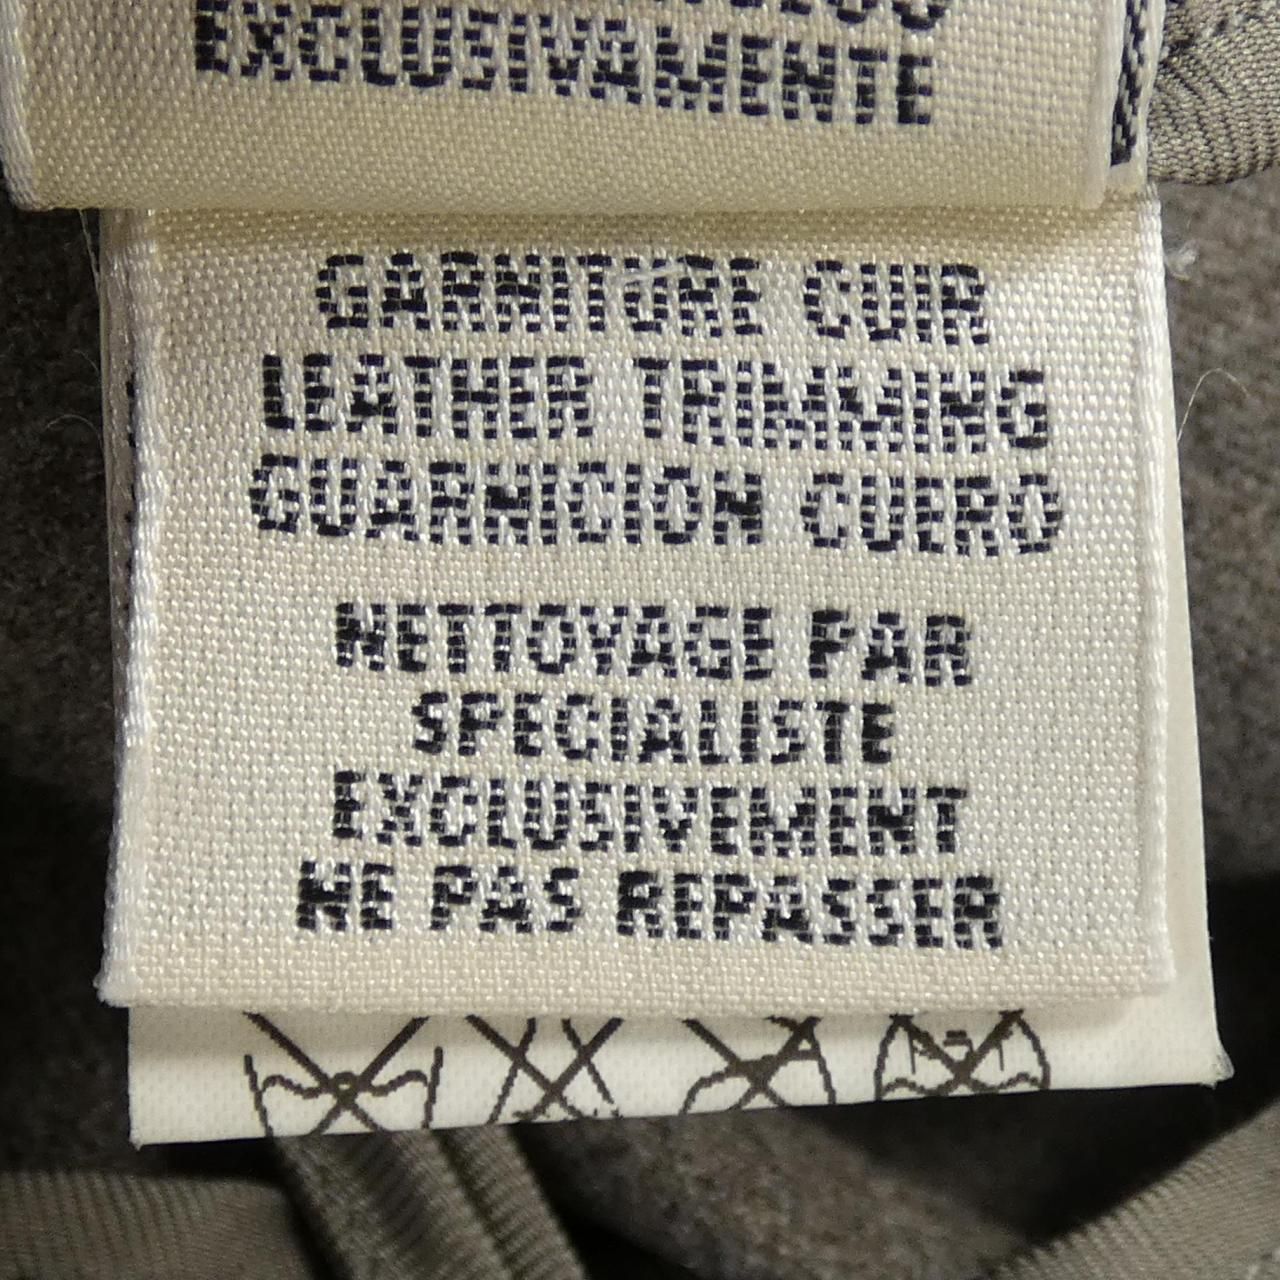 EXCLUSIVAMENTE
GARNITURE CUIR
LEATHER TRIMMING
GUARNICION CUERO
NETTOYAGE PAR
SPECIALISTE
EXCLUSIVEMENT
NE PAS REPASSER